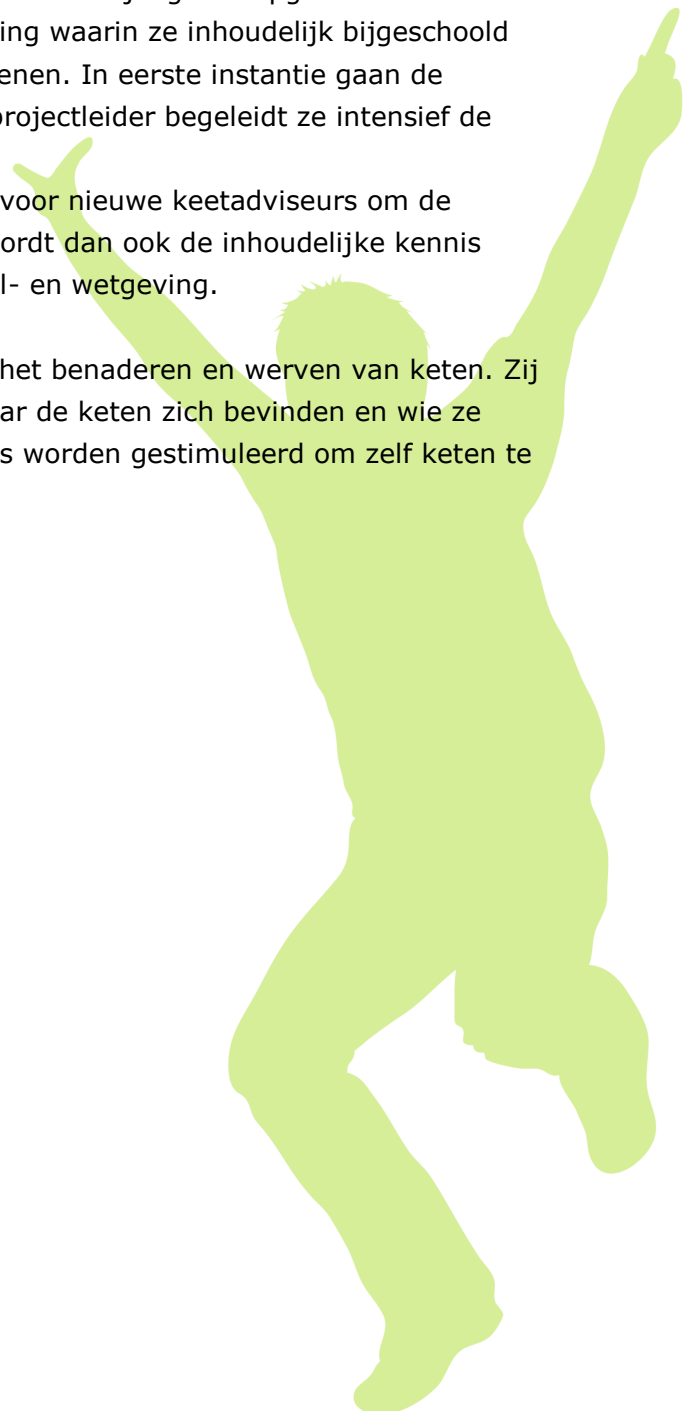 ing waarin ze inhoudelijk bijgeschoold
enen. In eerste instantie gaan de
projectleider begeleidt ze intensief de
voor nieuwe keetadviseurs om de
ordt dan ook de inhoudelijke kennis
l- en wetgeving.
het benaderen en werven van keten. Zij
ar de keten zich bevinden en wie ze
s worden gestimuleerd om zelf keten te